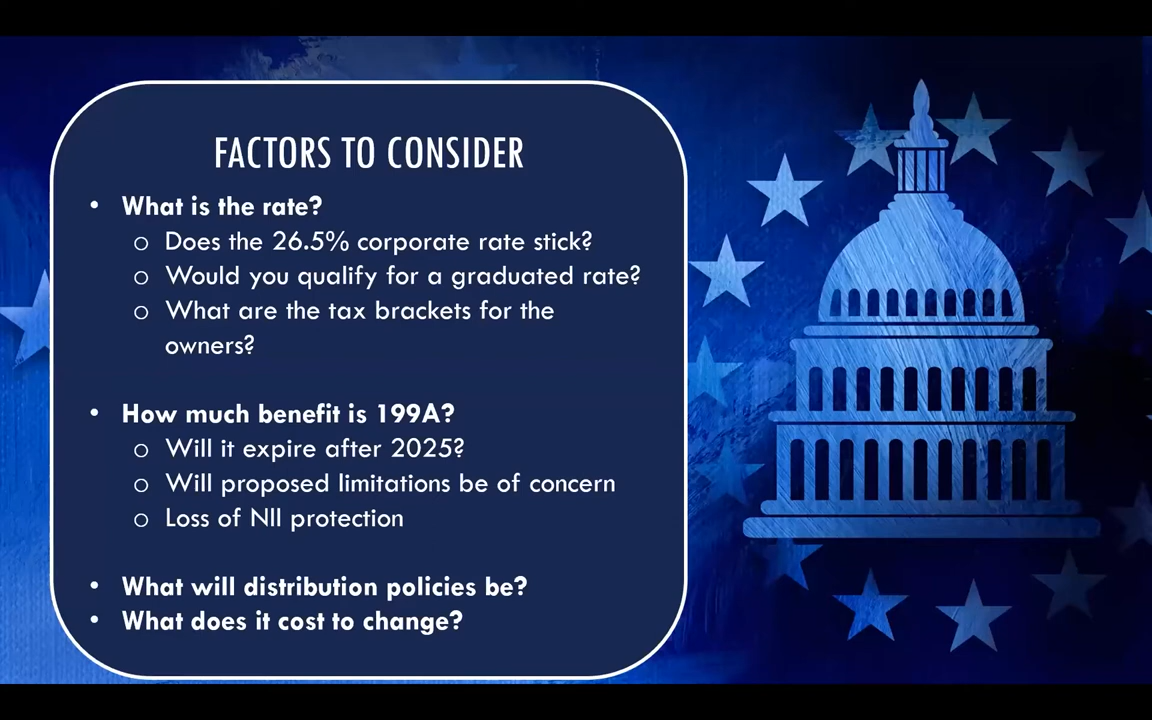 FACTORS TO CONSIDER
• What is the rate?
o Does the 26.5% corporate rate stick?
o Would you qualify for a graduated rate?
o What are the tax brackets for the
owners?
• How much benefit is 199A?
o Will it expire after 2025?
o Will proposed limitations be of concern
o Loss of NII protection
• What will distribution policies be?
• What does it cost to change?